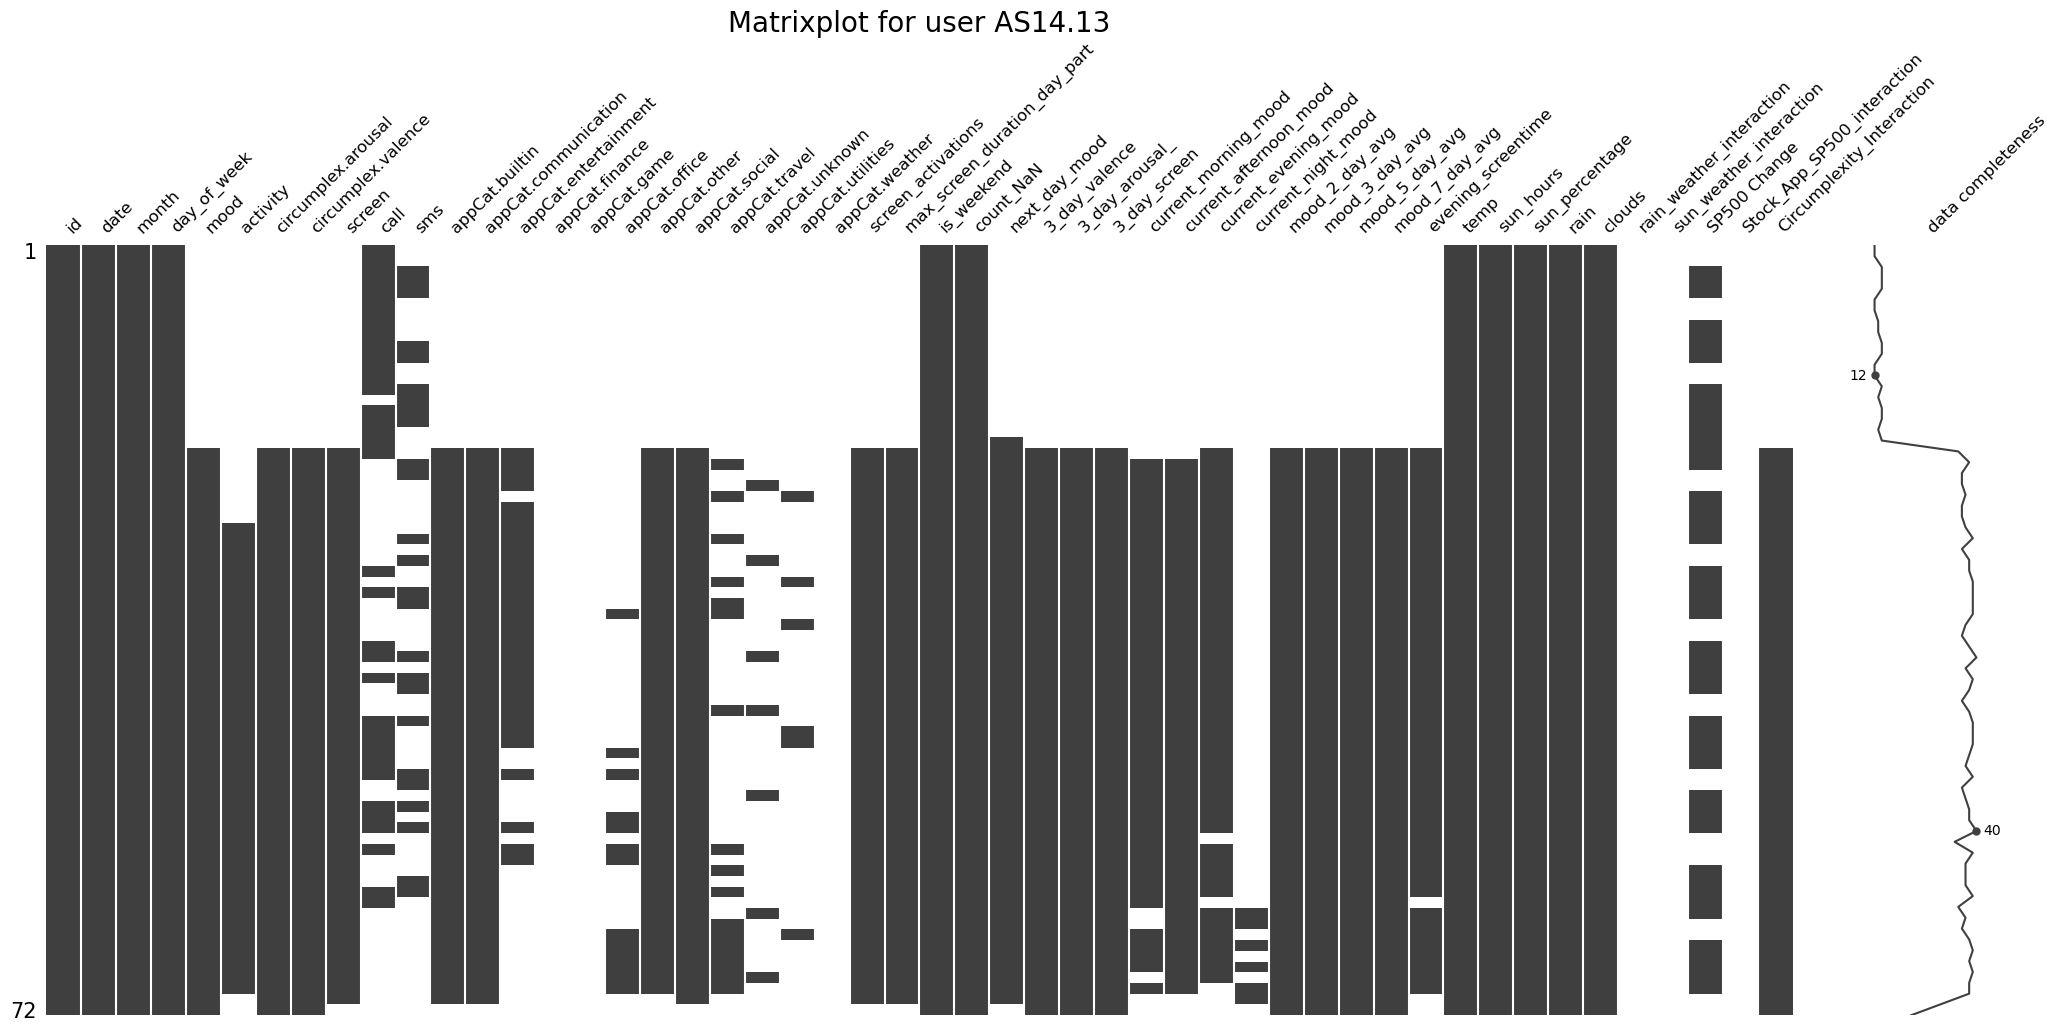 Matrixplot for user AS14.13
id
date
month
day_of_week
mood
activity
circumplex.arousal
circumplex.valence
screen
call
sms
appCat.builtin
appCat.communication
appCat.entertainment
appCat.finance
appCat.game
appCat.office
appCat.other
appCat.social
appCat.travel
appCat.unknown
appCat.utilities
appCat.weather
screen_activations
max_screen_duration_day_part
is_weekend
count_NaN
next_day_mood
3_day_valence
3_day_arousal_
3_day_screen
current_morning_mood
current_afternoon_mood
current_evening_mood
current_night_mood
mood_2_day_avg
mood_3_day_avg
mood_5_day_avg
mood_7_day_avg
evening_screentime
temp
sun_hours
sun_percentage
rain
clouds
rain_weather_interaction
sun_weather_interaction
SP500 Change
Stock_App_SP500_interaction
Circumplexity_Interaction
data completeness
1
12
40
72